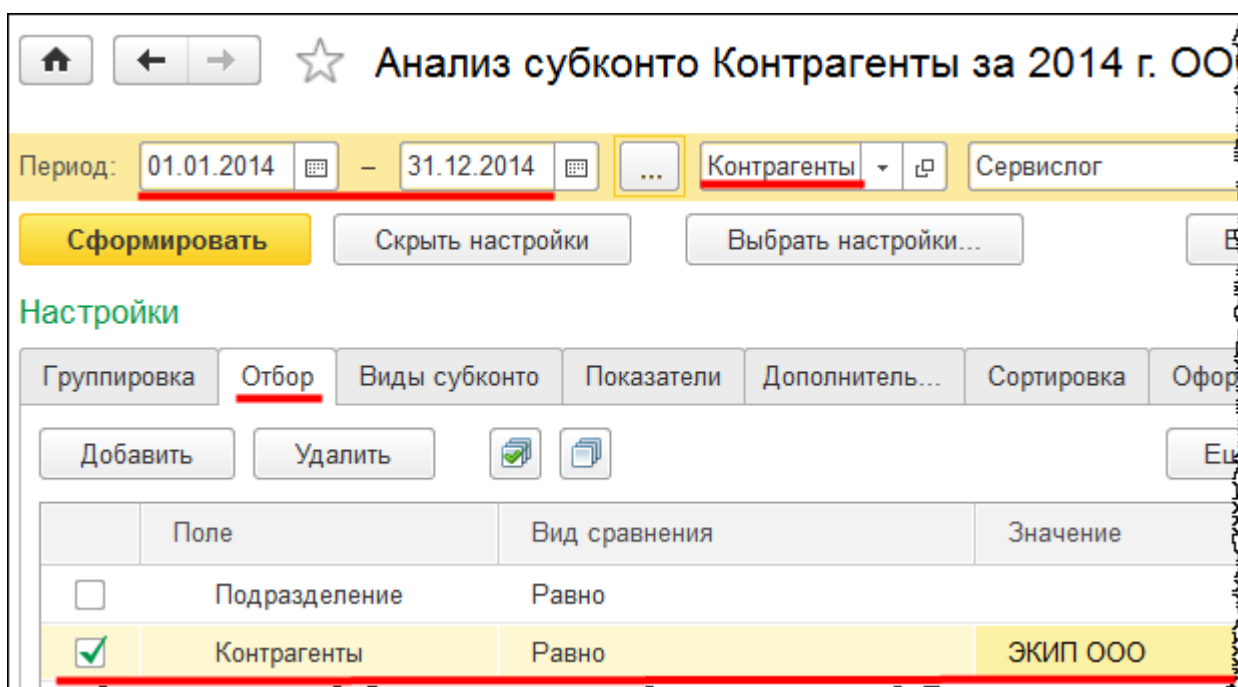 Анализ субконто Контрагенты за 2014 г. ОО
Период: 01.01.2014 – 31.12.2014 ... Контрагенты Сервислог
Сформировать Скрыть настройки Выбрать настройки...
Настройки
Группировка Отбор Виды субконто Показатели Дополнитель... Сортировка Офор
Добавить Удалить
Поле Вид сравнения Значение
Подразделение Равно
Контрагенты Равно ЭКИП ООО